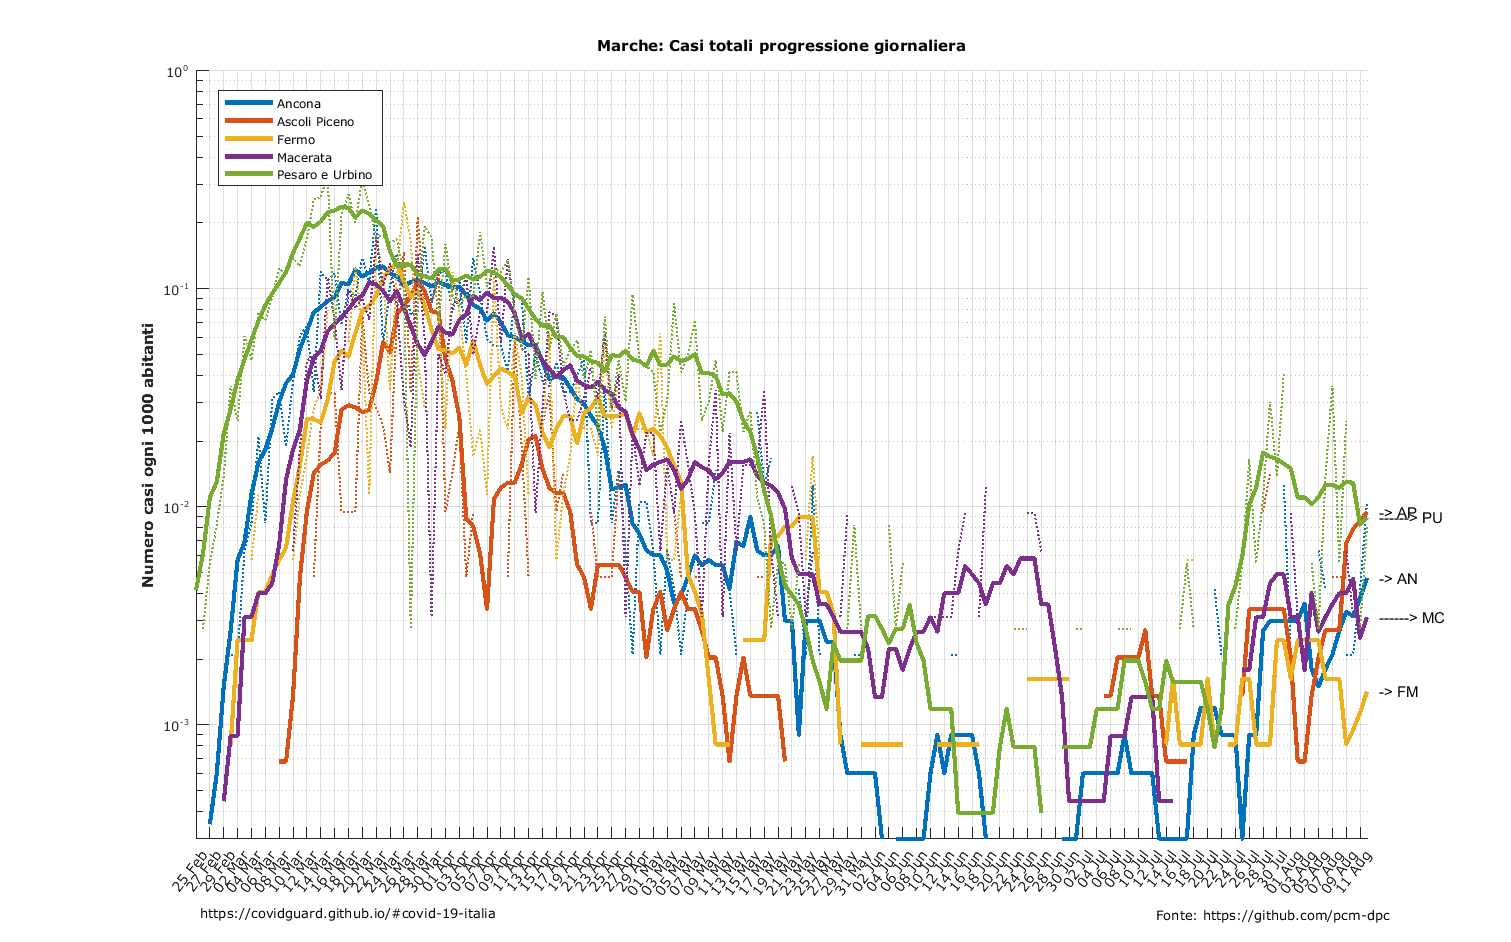 Marche: Casi totali progressione giornaliera
Numero casi ogni 1000 abitanti
10^0
10^-1
10^-2
10^-3
Ancona
Ascoli Piceno
Fermo
Macerata
Pesaro e Urbino
-> AP
------> PU
-> AN
------> MC
-> FM
25 Feb
27 Feb
29 Feb
02 Mar
04 Mar
06 Mar
08 Mar
10 Mar
12 Mar
14 Mar
16 Mar
18 Mar
20 Mar
22 Mar
24 Mar
26 Mar
28 Mar
30 Mar
01 Apr
03 Apr
05 Apr
07 Apr
09 Apr
11 Apr
13 Apr
15 Apr
17 Apr
19 Apr
21 Apr
23 Apr
25 Apr
27 Apr
29 Apr
01 May
03 May
05 May
07 May
09 May
11 May
13 May
15 May
17 May
19 May
21 May
23 May
25 May
27 May
29 May
31 May
02 Jun
04 Jun
06 Jun
08 Jun
10 Jun
12 Jun
14 Jun
16 Jun
18 Jun
20 Jun
22 Jun
24 Jun
26 Jun
28 Jun
30 Jun
02 Jul
04 Jul
06 Jul
08 Jul
10 Jul
12 Jul
14 Jul
16 Jul
18 Jul
20 Jul
22 Jul
24 Jul
26 Jul
28 Jul
30 Jul
01 Aug
03 Aug
05 Aug
07 Aug
09 Aug
11 Aug
https://covidguard.github.io/#covid-19-italia
Fonte: https://github.com/pcm-dpc